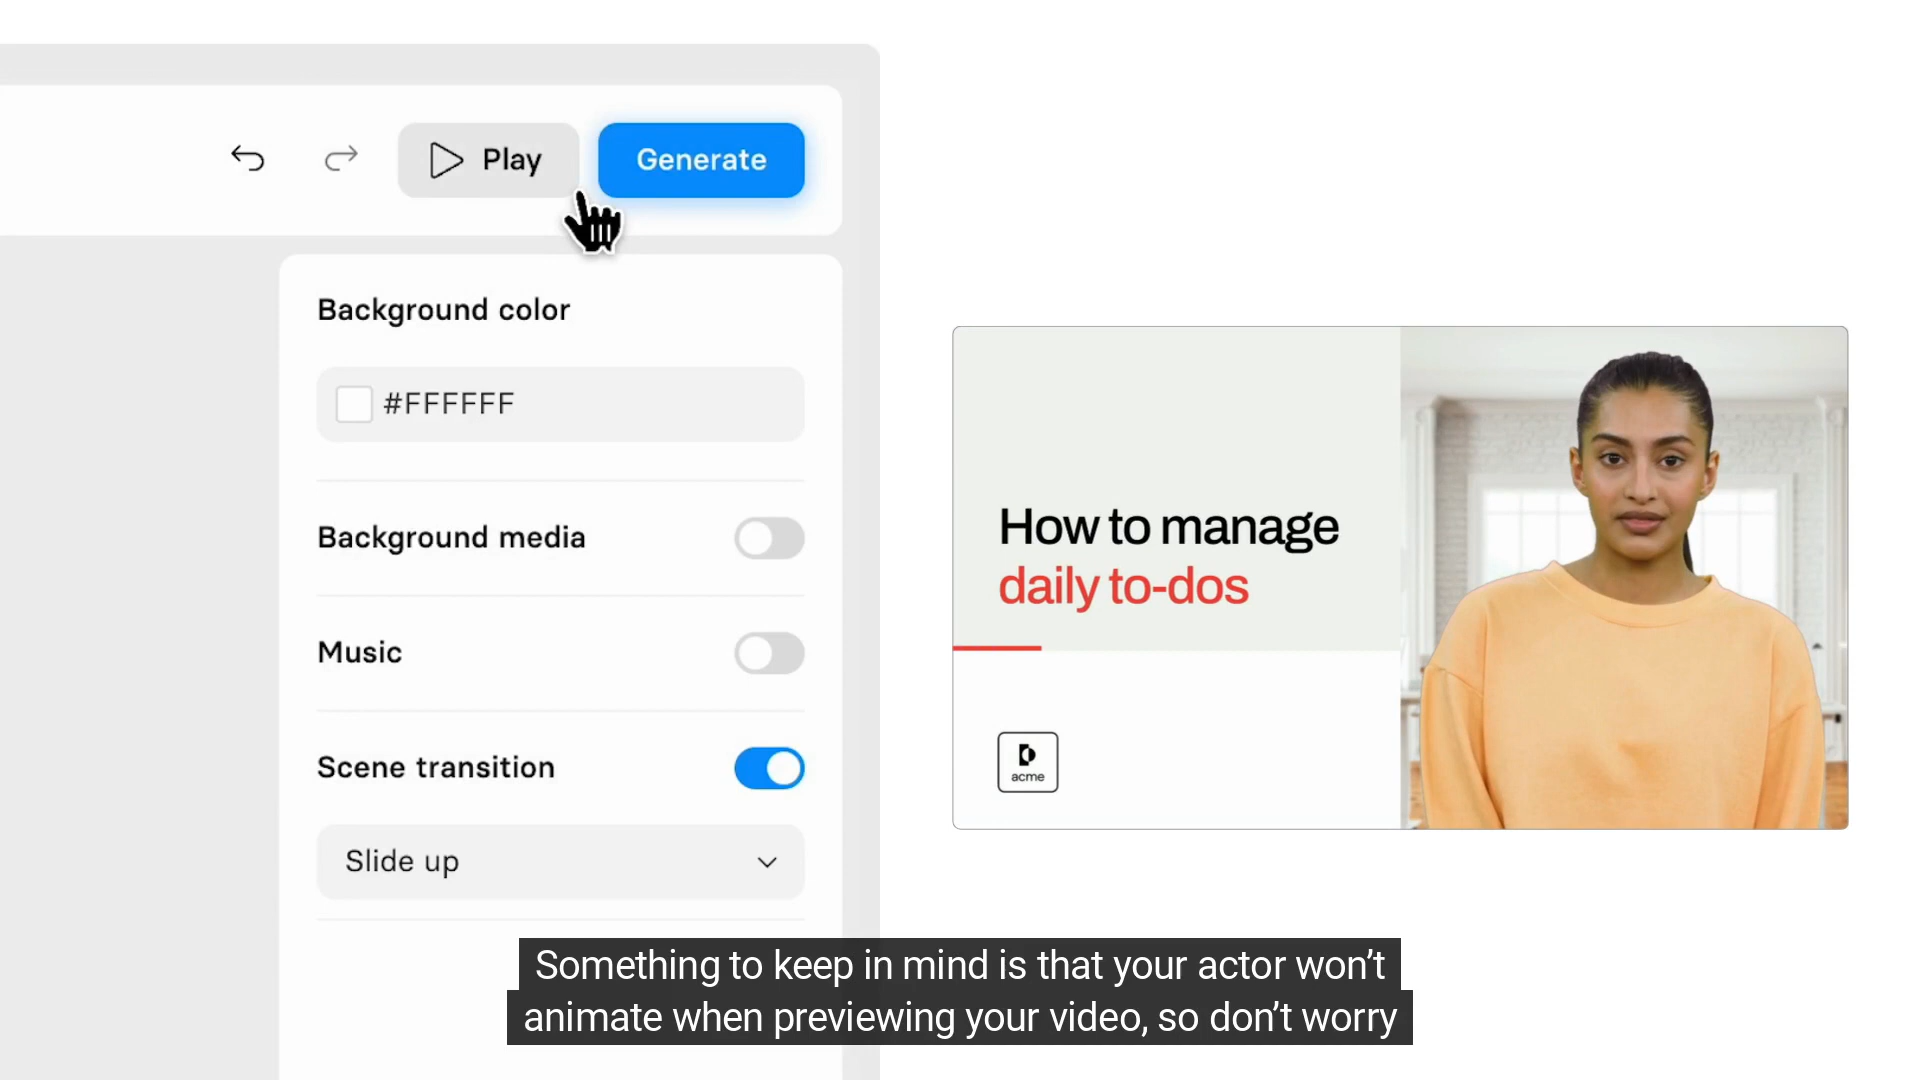 Play
Generate
Background color
#FFFFFF
Background media
Music
Scene transition
Slide up
How to manage
daily to-dos
acme
Something to keep in mind is that your actor won’t
animate when previewing your video, so don’t worry